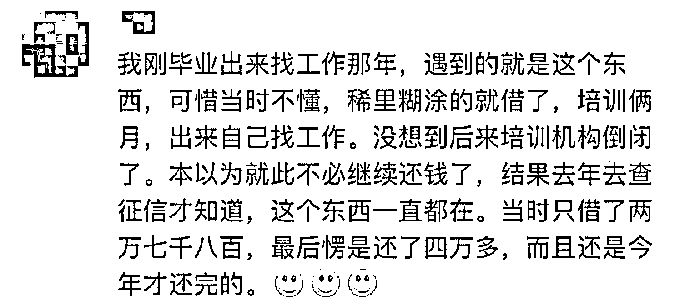 我刚毕业出来找工作那年，遇到的就是这个东
西，可惜当时不懂，稀里糊涂的就借了，培训俩
月，出来自己找工作。没想到后来培训机构倒闭
了。本以为就此不必继续还钱了，结果去年去查
征信才知道，这个东西一直都在。当时只借了两
万七千八百，最后愣是还了四万多，而且还是今
年才还完的。